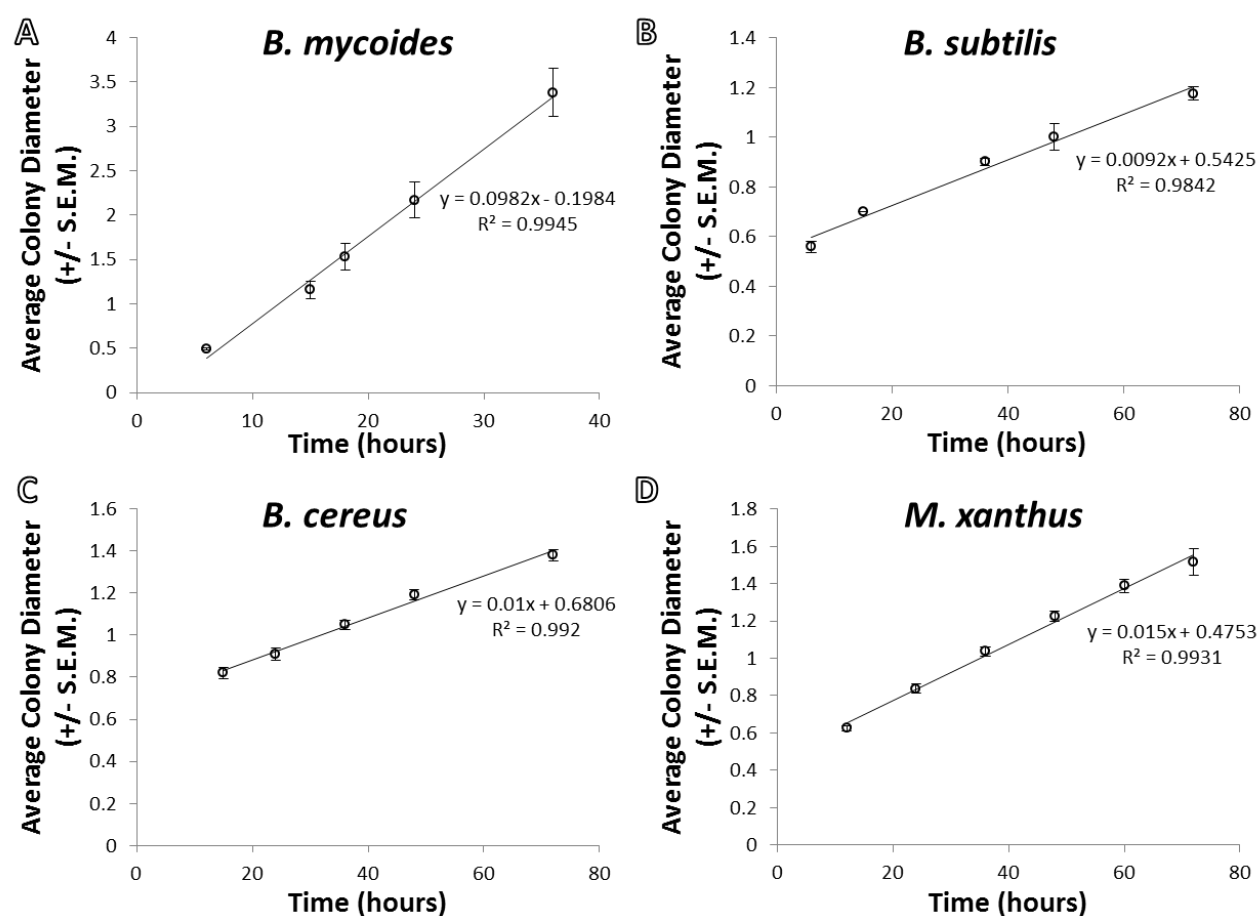 A
B. mycoides
Average Colony Diameter
(+/- S.E.M.)
4
3.5
3
2.5
2
1.5
1
0.5
0
y = 0.0982x - 0.1984
R² = 0.9945
0 10 20 30 40
Time (hours)
B
B. subtilis
Average Colony Diameter
(+/- S.E.M.)
1.4
1.2
1
0.8
0.6
0.4
0.2
0
y = 0.0092x + 0.5425
R² = 0.9842
0 20 40 60 80
Time (hours)
C
B. cereus
Average Colony Diameter
(+/- S.E.M.)
1.6
1.4
1.2
1
0.8
0.6
0.4
0.2
0
y = 0.01x + 0.6806
R² = 0.992
0 20 40 60 80
Time (hours)
D
M. xanthus
Average Colony Diameter
(+/- S.E.M.)
1.8
1.6
1.4
1.2
1
0.8
0.6
0.4
0.2
0
y = 0.015x + 0.4753
R² = 0.9931
0 20 40 60 80
Time (hours)